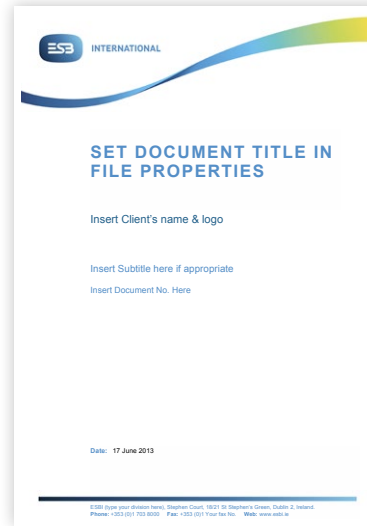 ESB INTERNATIONAL
SET DOCUMENT TITLE IN
FILE PROPERTIES
Insert Client's name & logo
Insert Subtitle here if appropriate
Insert Document No. Here
Date: 17 June 2013
ESBI (type your division here), Stephen Court, 18/21 St Stephen's Green, Dublin 2, Ireland.
Phone: +353 (0)1 703 8000 Fax: +353 (0)1 Your fax No. Web: www.esbi.ie